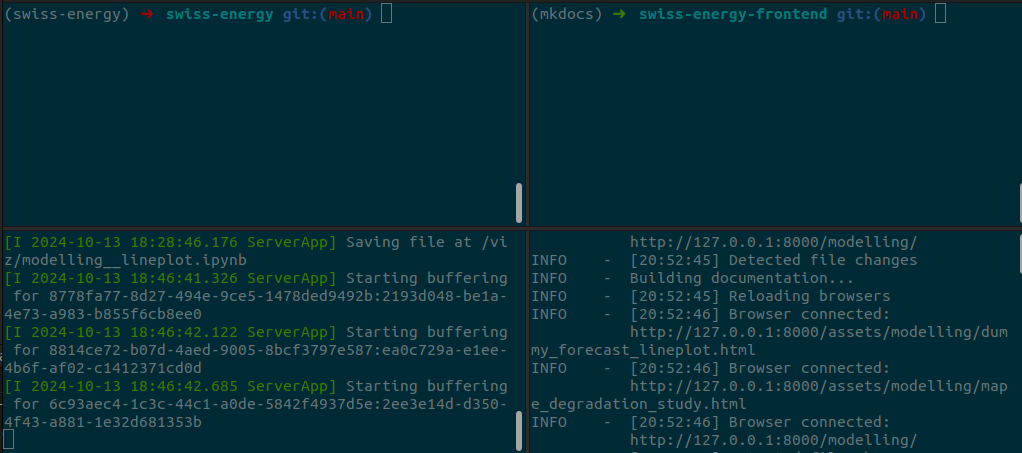 (swiss-energy) ➜ swiss-energy git:(main)
(mkdocs) ➜ swiss-energy-frontend git:(main)
[I 2024-10-13 18:28:46.176 ServerApp] Saving file at /vi
z/modelling__lineplot.ipynb
[I 2024-10-13 18:46:41.326 ServerApp] Starting buffering
for 8778fa77-8d27-494e-9ce5-1478ded9492b:2193d048-be1a-
4e73-a983-b855f6cb8ee0
[I 2024-10-13 18:46:42.122 ServerApp] Starting buffering
for 8814ce72-b07d-4aed-9005-8bcf3797e587:ea0c729a-e1ee-
4b6f-af02-c1412371cd0d
[I 2024-10-13 18:46:42.685 ServerApp] Starting buffering
for 6c93aec4-1c3c-44c1-a0de-5842f4937d5e:2ee3e14d-d350-
4f43-a881-1e32d681353b
http://127.0.0.1:8000/modelling/
INFO    -  [20:52:45] Detected file changes
INFO    -  Building documentation...
INFO    -  [20:52:45] Reloading browsers
INFO    -  [20:52:46] Browser connected:
http://127.0.0.1:8000/assets/modelling/dum
my_forecast_lineplot.html
INFO    -  [20:52:46] Browser connected:
http://127.0.0.1:8000/assets/modelling/map
e_degradation_study.html
INFO    -  [20:52:46] Browser connected:
http://127.0.0.1:8000/modelling/